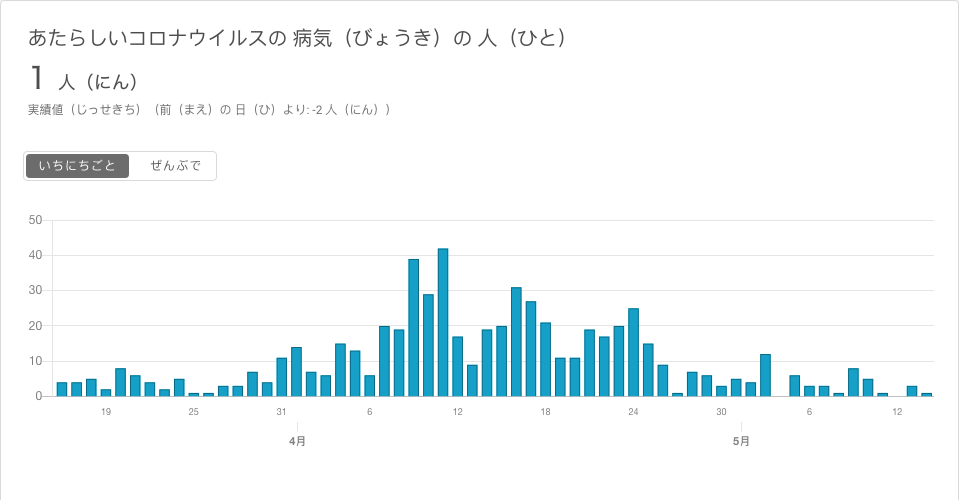 あたらしいコロナウイルスの 病気（びょうき）の 人（ひと）
1 人（にん）
実績値（じっせきち）（前（まえ）の 日（ひ）より: -2 人（にん））
いちにちごと ぜんぶで
50
40
30
20
10
0
19 25 31 6 12 18 24 30 6 12
4月 5月